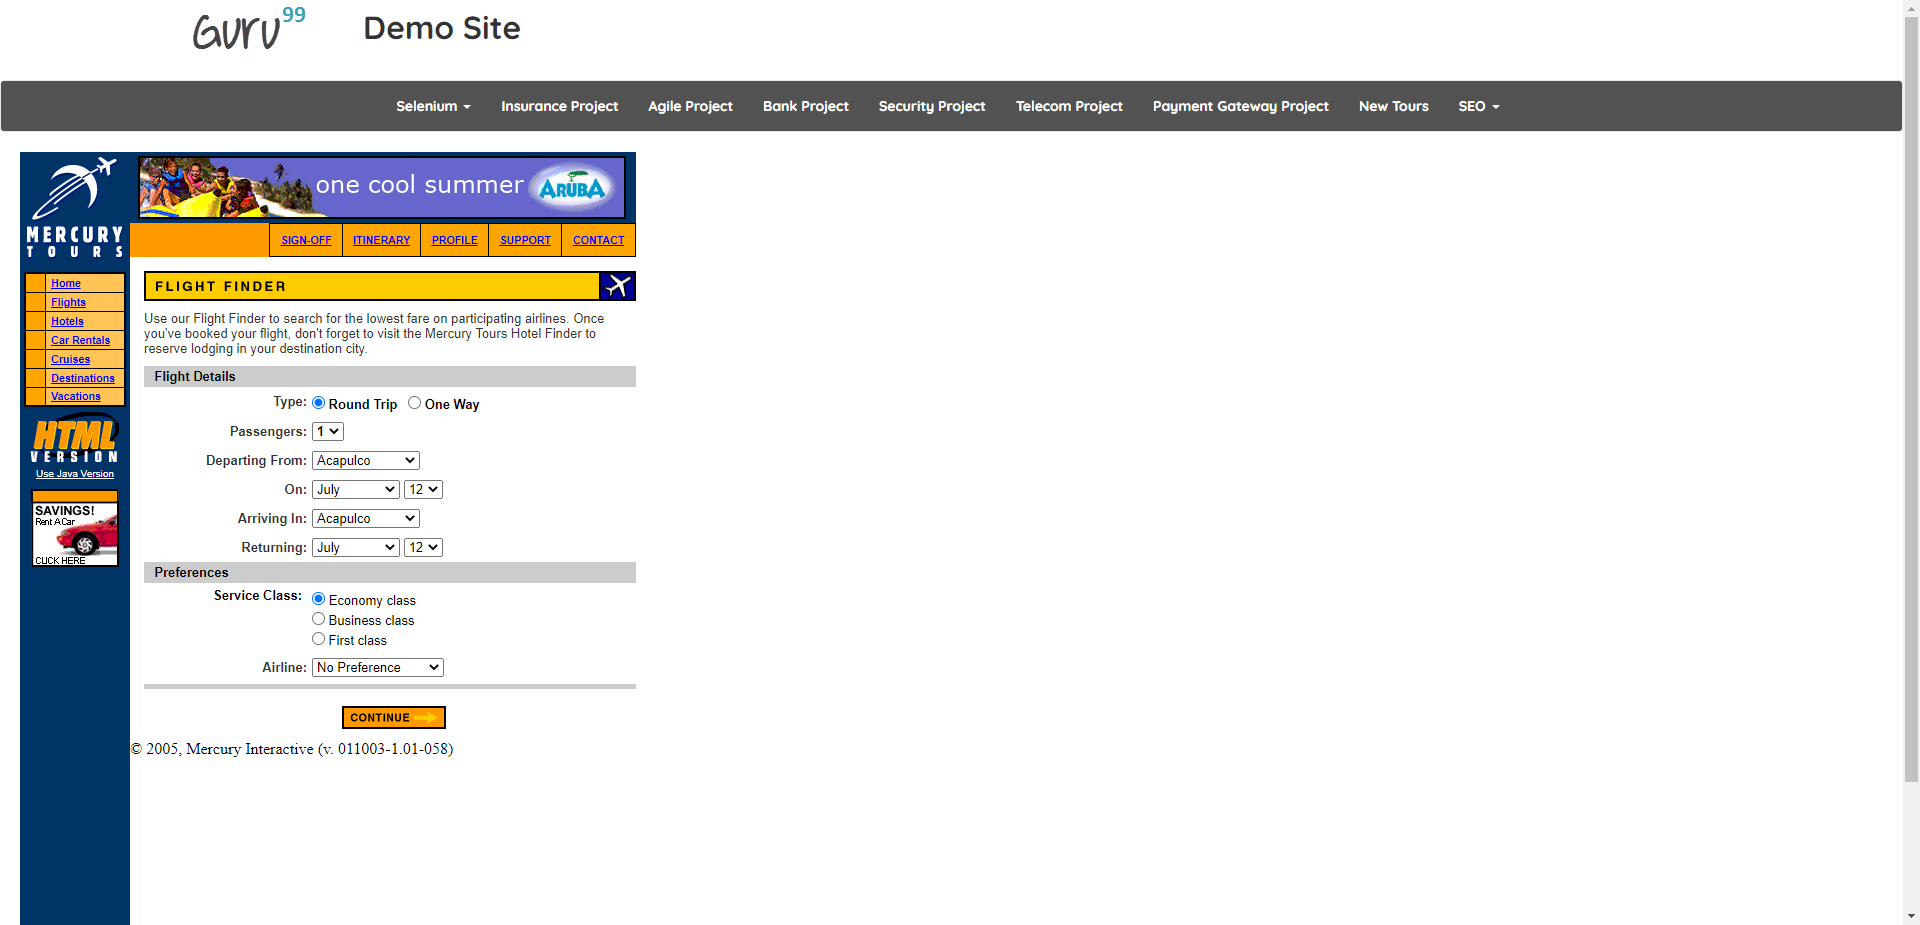 Guru99
Demo Site
Selenium
Insurance Project
Agile Project
Bank Project
Security Project
Telecom Project
Payment Gateway Project
New Tours
SEO
MERCURY
TOURS
one cool summer
ARUBA
SIGN-OFF
ITINERARY
PROFILE
SUPPORT
CONTACT
Home
Flights
Hotels
Car Rentals
Cruises
Destinations
Vacations
HTML
VERSION
Use Java Version
SAVINGS!
Rent A Car
CLICK HERE
FLIGHT FINDER
Use our Flight Finder to search for the lowest fare on participating airlines. Once
you've booked your flight, don't forget to visit the Mercury Tours Hotel Finder to
reserve lodging in your destination city.
Flight Details
Type: Round Trip One Way
Passengers: 1
Departing From: Acapulco
On: July 12
Arriving In: Acapulco
Returning: July 12
Preferences
Service Class: Economy class
Business class
First class
Airline: No Preference
CONTINUE
© 2005, Mercury Interactive (v. 011003-1.01-058)